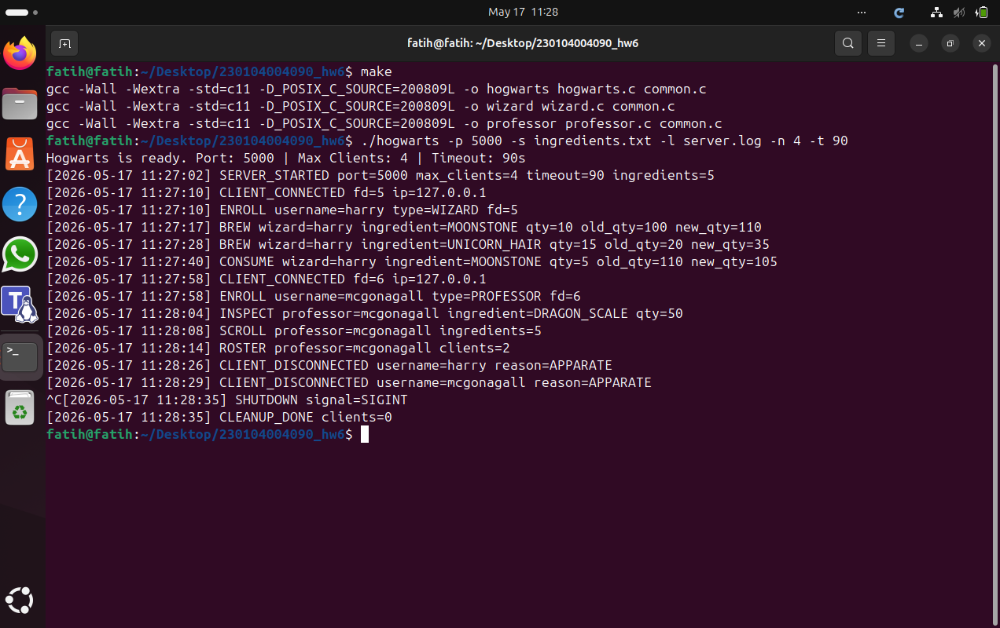 May 17 11:28
fatih@fatih: ~/Desktop/230104004090_hw6
fatih@fatih:~/Desktop/230104004090_hw6$ make
gcc -Wall -Wextra -std=c11 -D_POSIX_C_SOURCE=200809L -o hogwarts hogwarts.c common.c
gcc -Wall -Wextra -std=c11 -D_POSIX_C_SOURCE=200809L -o wizard wizard.c common.c
gcc -Wall -Wextra -std=c11 -D_POSIX_C_SOURCE=200809L -o professor professor.c common.c
fatih@fatih:~/Desktop/230104004090_hw6$ ./hogwarts -p 5000 -s ingredients.txt -l server.log -n 4 -t 90
Hogwarts is ready. Port: 5000 | Max Clients: 4 | Timeout: 90s
[2026-05-17 11:27:02] SERVER_STARTED port=5000 max_clients=4 timeout=90 ingredients=5
[2026-05-17 11:27:10] CLIENT_CONNECTED fd=5 ip=127.0.0.1
[2026-05-17 11:27:10] ENROLL username=harry type=WIZARD fd=5
[2026-05-17 11:27:17] BREW wizard=harry ingredient=MOONSTONE qty=10 old_qty=100 new_qty=110
[2026-05-17 11:27:28] BREW wizard=harry ingredient=UNICORN_HAIR qty=15 old_qty=20 new_qty=35
[2026-05-17 11:27:40] CONSUME wizard=harry ingredient=MOONSTONE qty=5 old_qty=110 new_qty=105
[2026-05-17 11:27:58] CLIENT_CONNECTED fd=6 ip=127.0.0.1
[2026-05-17 11:27:58] ENROLL username=mcgonagall type=PROFESSOR fd=6
[2026-05-17 11:28:04] INSPECT professor=mcgonagall ingredient=DRAGON_SCALE qty=50
[2026-05-17 11:28:08] SCROLL professor=mcgonagall ingredients=5
[2026-05-17 11:28:14] ROSTER professor=mcgonagall clients=2
[2026-05-17 11:28:26] CLIENT_DISCONNECTED username=harry reason=APPARATE
[2026-05-17 11:28:29] CLIENT_DISCONNECTED username=mcgonagall reason=APPARATE
^C[2026-05-17 11:28:35] SHUTDOWN signal=SIGINT
[2026-05-17 11:28:35] CLEANUP_DONE clients=0
fatih@fatih:~/Desktop/230104004090_hw6$